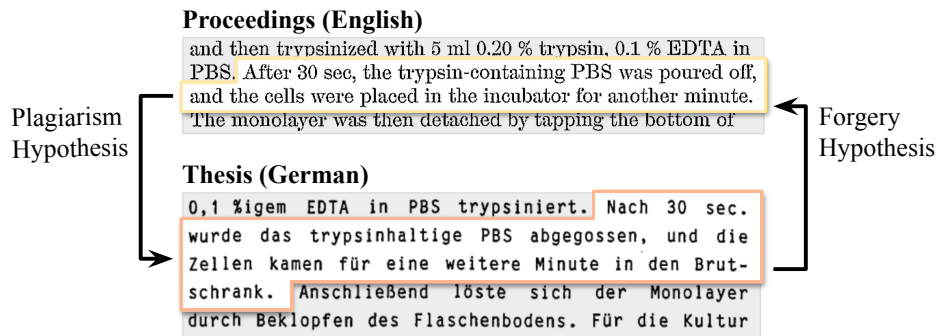 Proceedings (English)
and then trypsinized with 5 ml 0.20 % trypsin, 0.1 % EDTA in
PBS. After 30 sec, the trypsin-containing PBS was poured off,
and the cells were placed in the incubator for another minute.
The monolayer was then detached by tapping the bottom of
Plagiarism
Hypothesis
Forgery
Hypothesis
Thesis (German)
0,1 %igem EDTA in PBS trypsiniert. Nach 30 sec.
wurde das trypsinhaltige PBS abgegossen, und die
Zellen kamen für eine weitere Minute in den Brut-
schrank. Anschließend löste sich der Monolayer
durch Beklopfen des Flaschenbodens. Für die Kultur